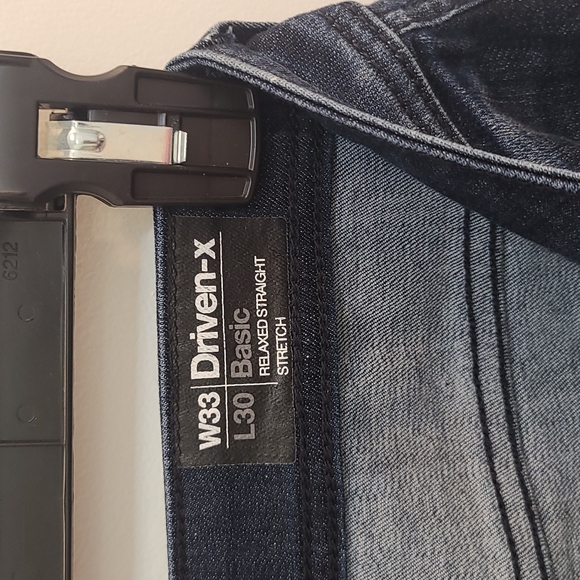 W33 Driven-X
L30 Basic
RELAXED STRAIGHT
STRETCH
6212